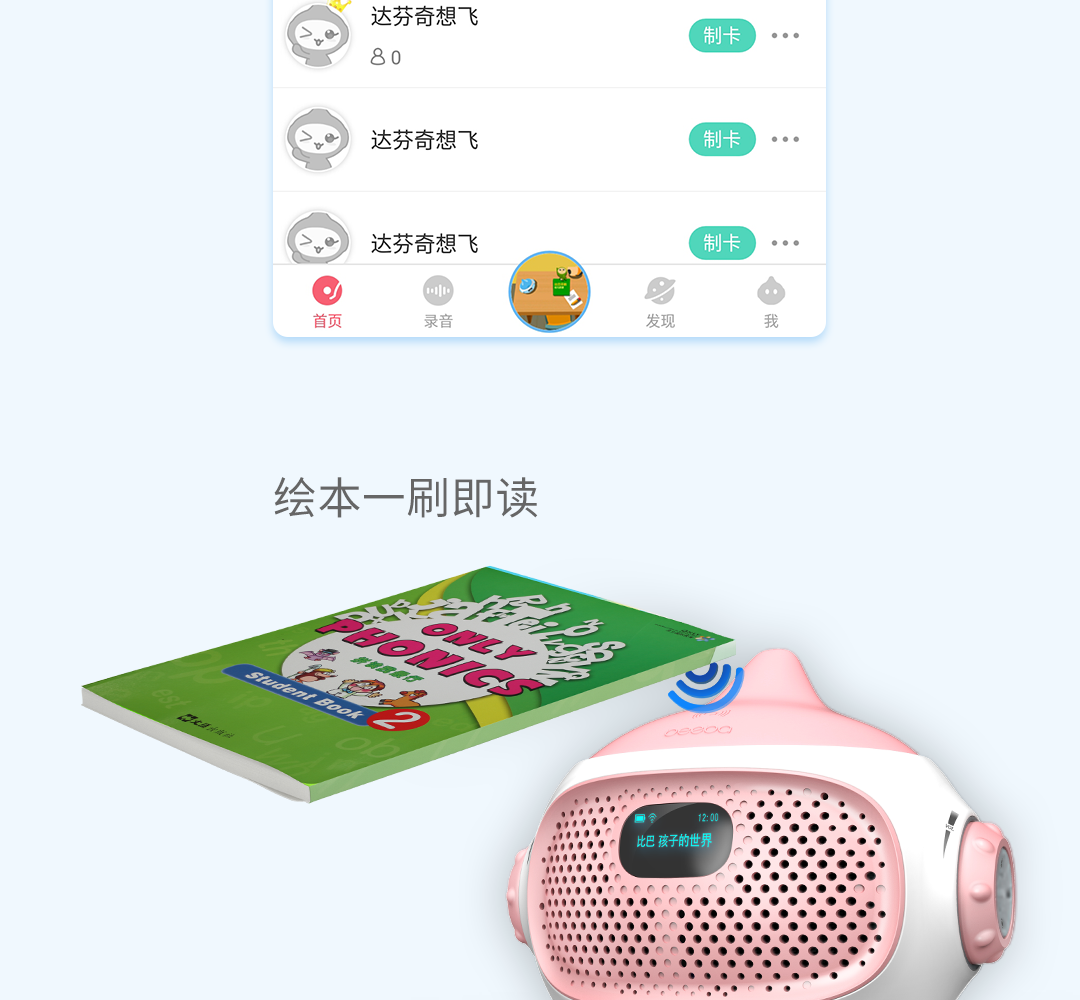 达芬奇想飞
制卡
0
达芬奇想飞
制卡
达芬奇想飞
制卡
首页
录音
发现
我
绘本一刷即读
ONLY
PHONICS
Student Book 2
beeba
12:00
比巴 孩子的世界